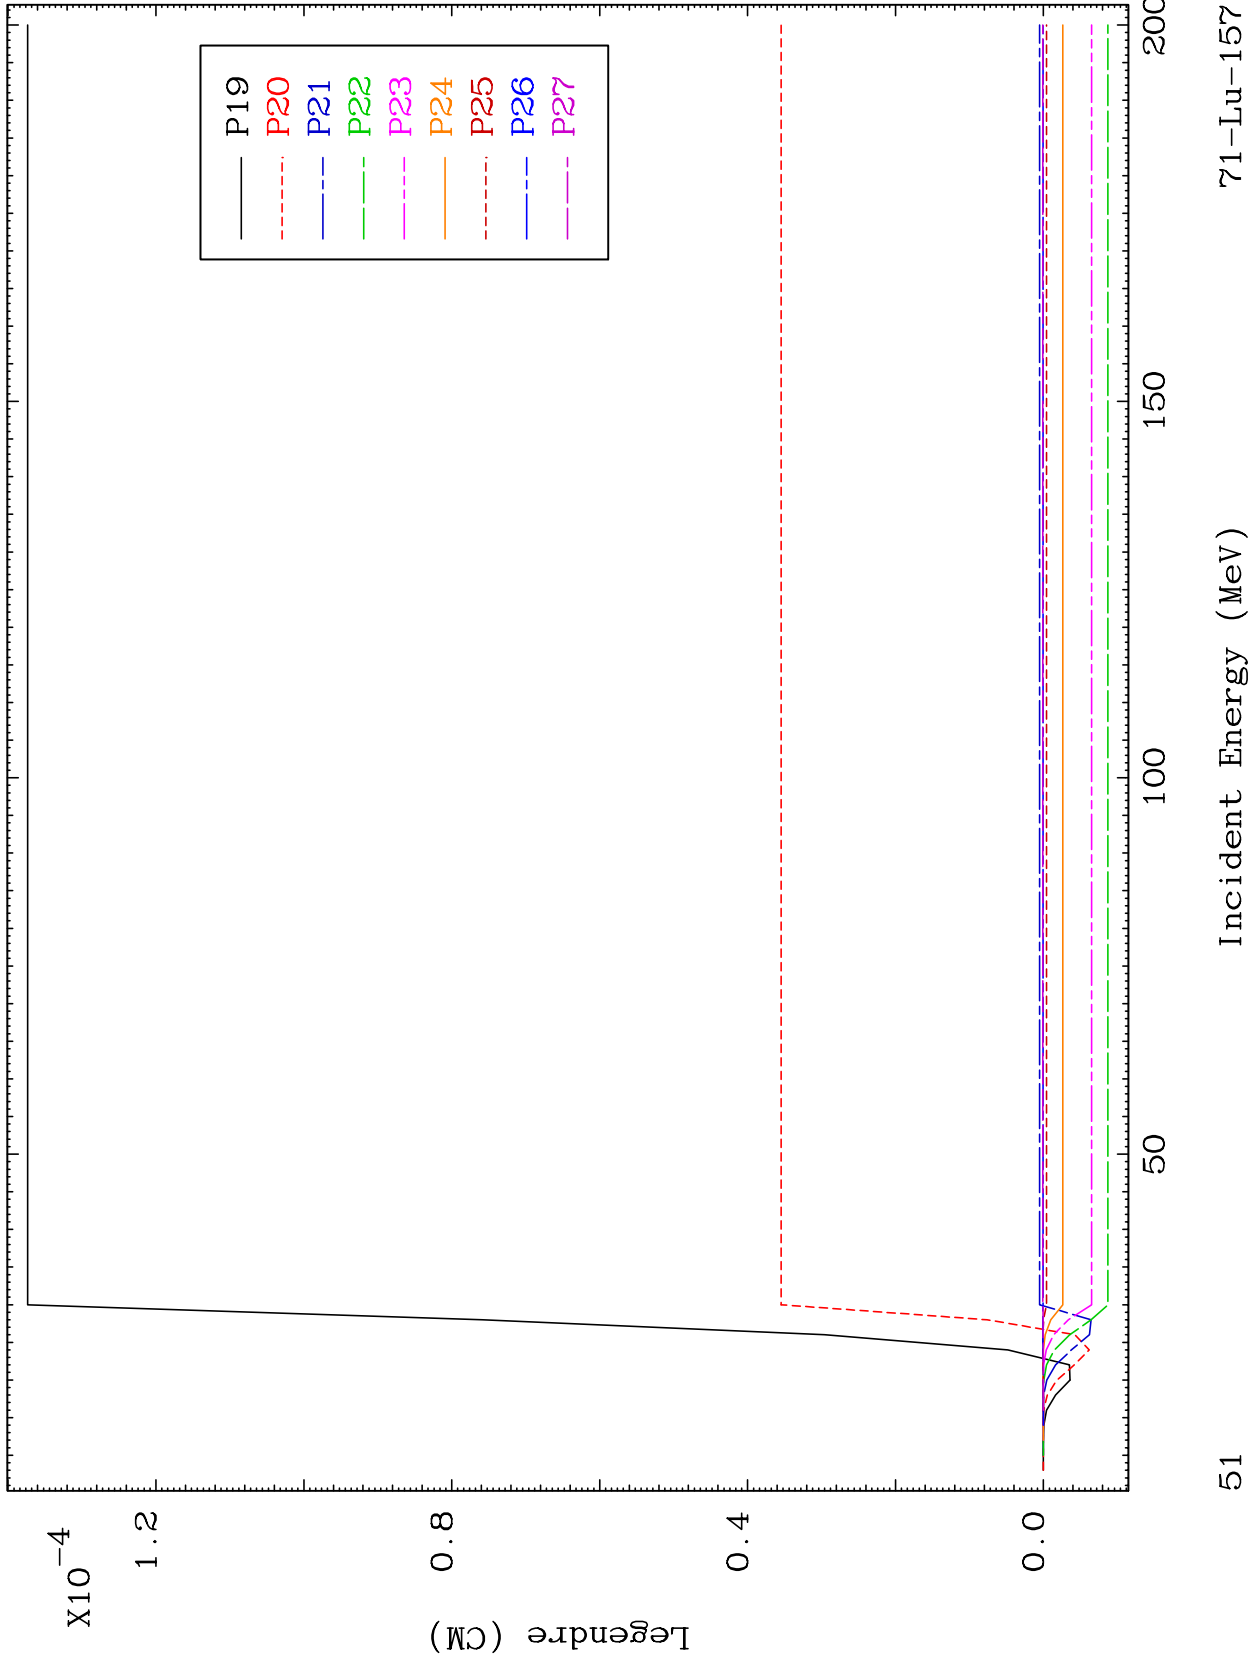 X10-4
1.2
0.8
0.4
0.0
Legendre (CM)
P19
P20
P21
P22
P23
P24
P25
P26
P27
50
100
150
200
Incident Energy (MeV)
51
71-Lu-157